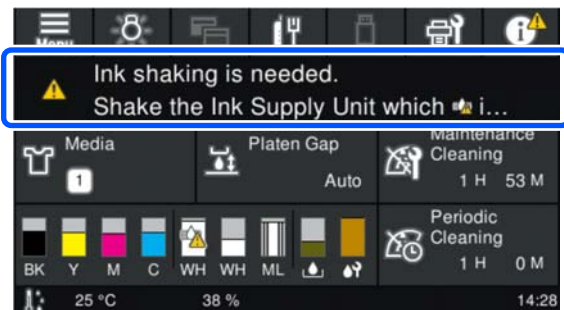 Menu
Ink shaking is needed.
Shake the Ink Supply Unit which i...
Media
1
Platen Gap
Auto
Maintenance
Cleaning
1 H 53 M
Periodic
Cleaning
1 H 0 M
BK Y M C WH WH ML
25 °C 38 % 14:28